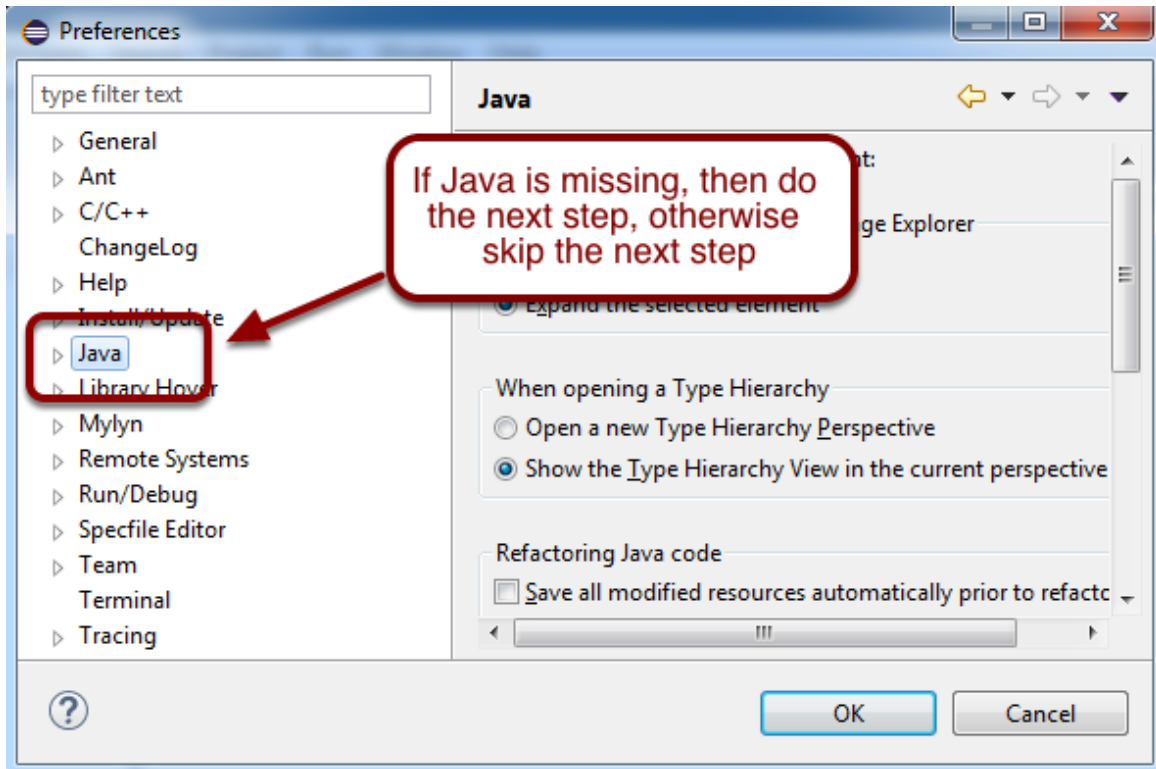 Preferences
type filter text
Java
General
Ant
C/C++
ChangeLog
Help
Install/Update
Java
Library Hover
Mylyn
Remote Systems
Run/Debug
Specfile Editor
Team
Terminal
Tracing
If Java is missing, then do
the next step, otherwise
skip the next step
Explorer
Expand the selected element
When opening a Type Hierarchy
Open a new Type Hierarchy Perspective
Show the Type Hierarchy View in the current perspective
Refactoring Java code
Save all modified resources automatically prior to refacto
OK
Cancel